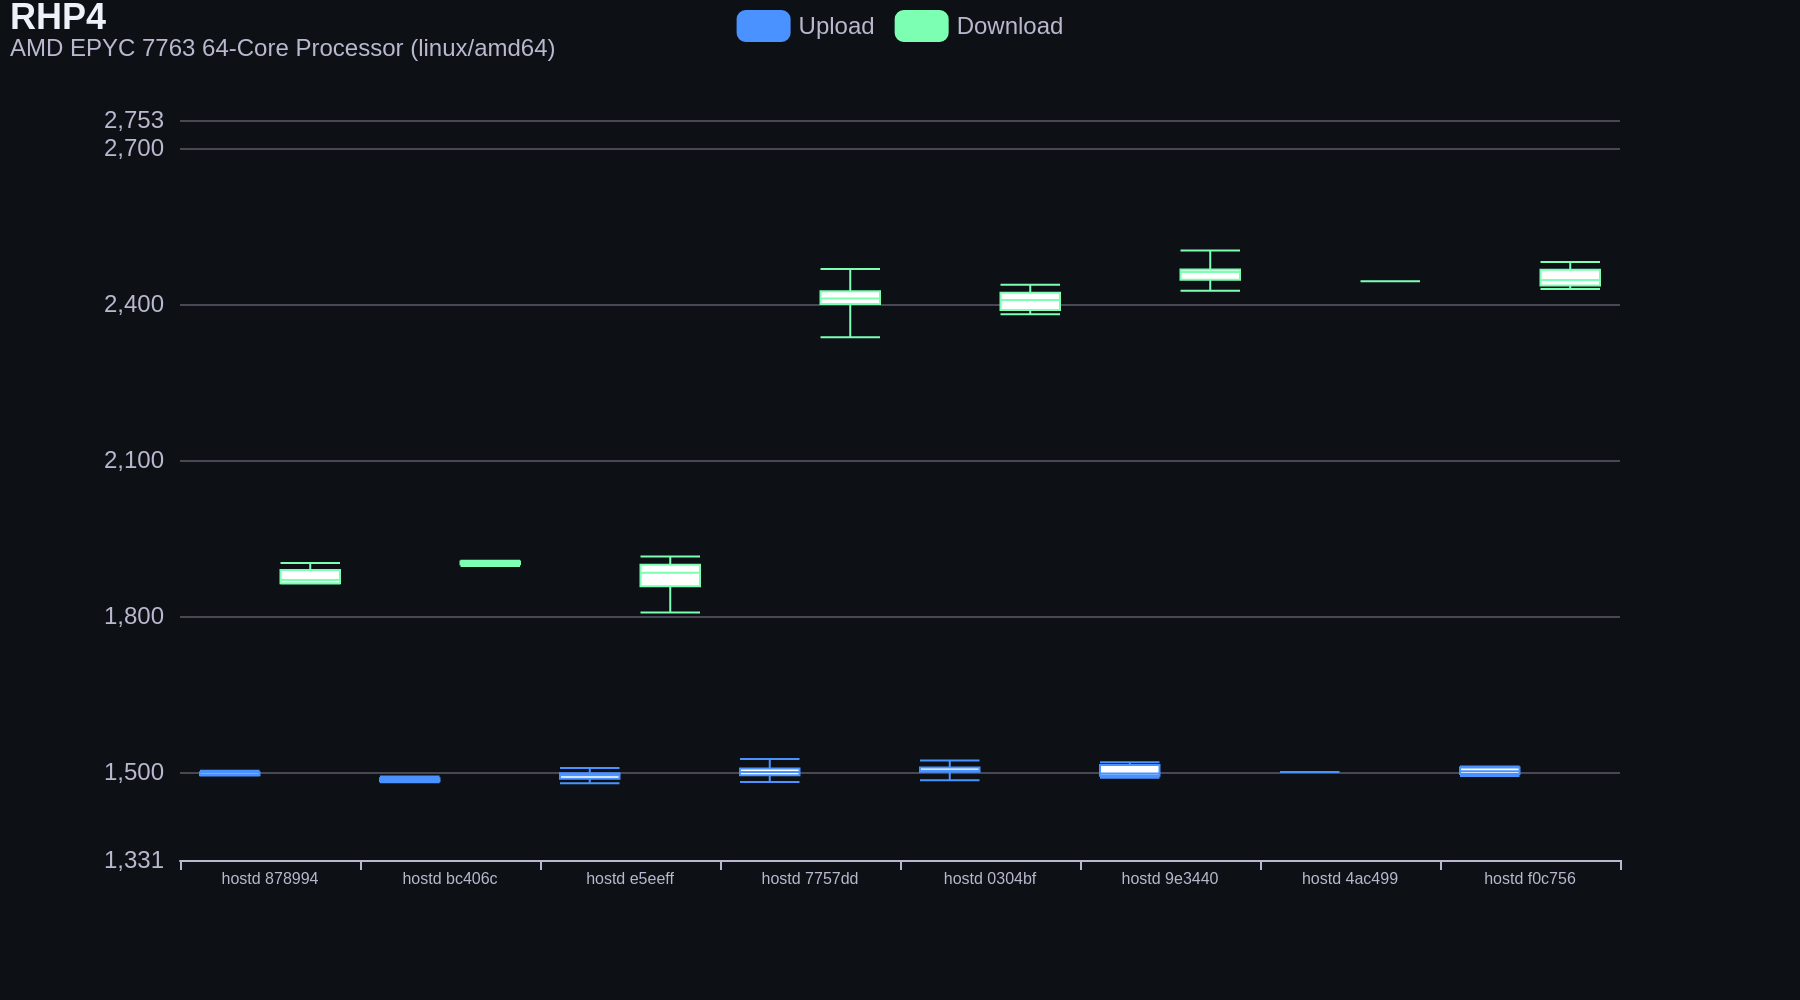 RHP4
AMD EPYC 7763 64-Core Processor (linux/amd64)
Upload
Download
2,753
2,700
2,400
2,100
1,800
1,500
1,331
hostd 878994
hostd bc406c
hostd e5eeff
hostd 7757dd
hostd 0304bf
hostd 9e3440
hostd 4ac499
hostd f0c756